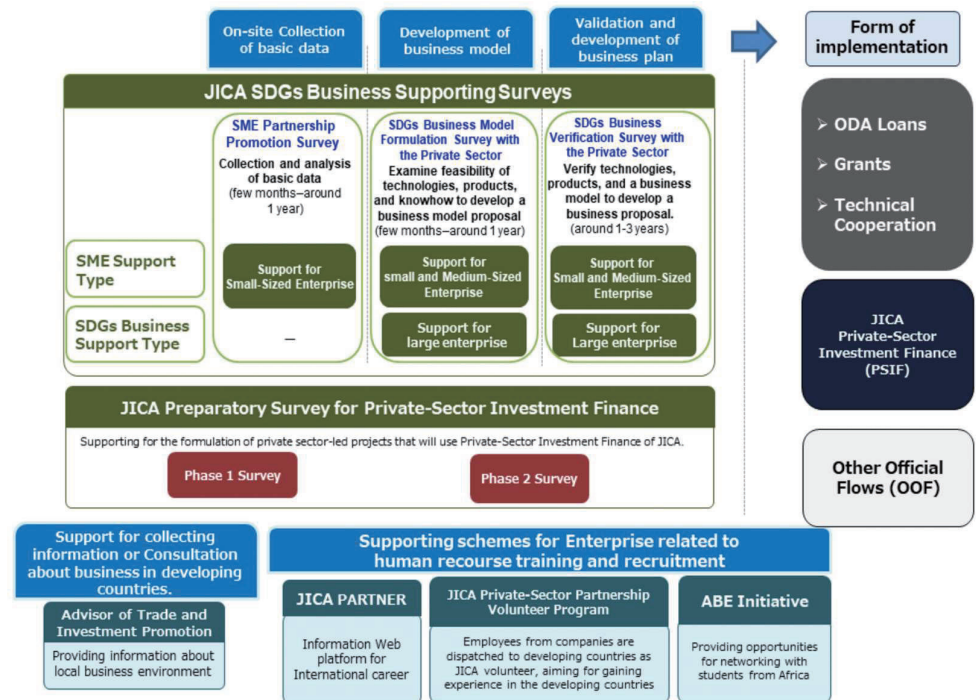 On-site Collection
of basic data
Development of
business model
Validation and
development of
business plan
Form of
implementation
JICA SDGs Business Supporting Surveys
SME Partnership
Promotion Survey
Collection and analysis
of basic data
(few months–around
1 year)
SDGs Business Model
Formulation Survey with
the Private Sector
Examine feasibility of
technologies, products,
and knowhow to develop a
business model proposal
(few months–around 1 year)
SDGs Business
Verification Survey with
the Private Sector
Verify technologies,
products, and a business
model to develop a
business proposal.
(around 1-3 years)
SME Support
Type
Support for
Small-Sized Enterprise
Support for
small and Medium-Sized
Enterprise
Support for
Small and Medium-Sized
Enterprise
SDGs Business
Support Type
–
Support for
large enterprise
Support for
Large enterprise
➢ ODA Loans
➢ Grants
➢ Technical
Cooperation
JICA
Private-Sector
Investment Finance
(PSIF)
Other Official
Flows (OOF)
JICA Preparatory Survey for Private-Sector Investment Finance
Supporting for the formulation of private sector-led projects that will use Private-Sector Investment Finance of JICA.
Phase 1 Survey
Phase 2 Survey
Support for collecting
information or Consultation
about business in developing
countries.
Advisor of Trade and
Investment Promotion
Providing information about
local business environment
Supporting schemes for Enterprise related to
human recourse training and recruitment
JICA PARTNER
Information Web
platform for
International career
JICA Private-Sector Partnership
Volunteer Program
Employees from companies are
dispatched to developing countries as
JICA volunteer, aiming for gaining
experience in the developing countries
ABE Initiative
Providing opportunities
for networking with
students from Africa